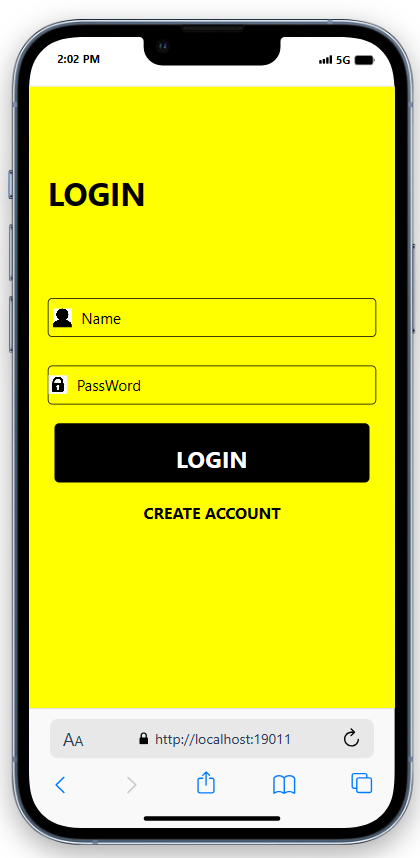 2:02 PM 5G
LOGIN
Name
PassWord
LOGIN
CREATE ACCOUNT
AA http://localhost:19011